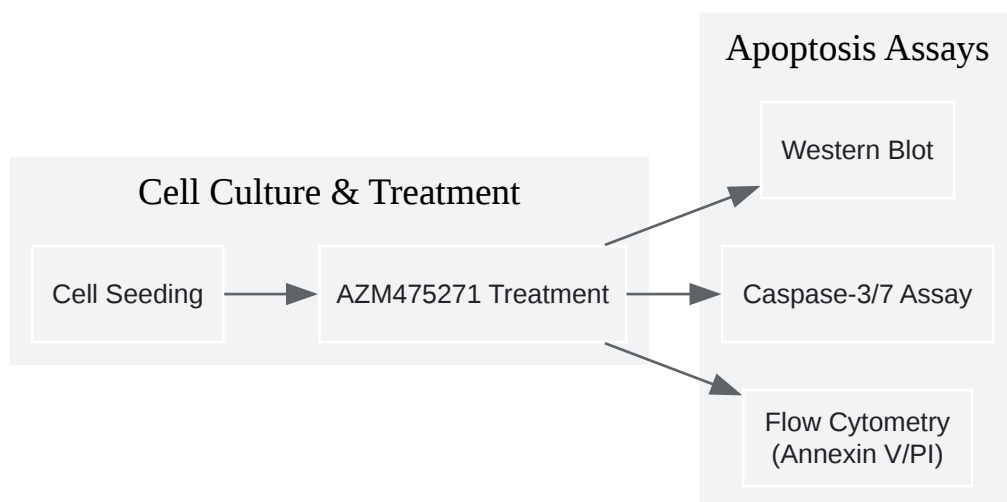 Cell Culture & Treatment
Cell Seeding
AZM475271 Treatment
Apoptosis Assays
Western Blot
Caspase-3/7 Assay
Flow Cytometry
(Annexin V/PI)